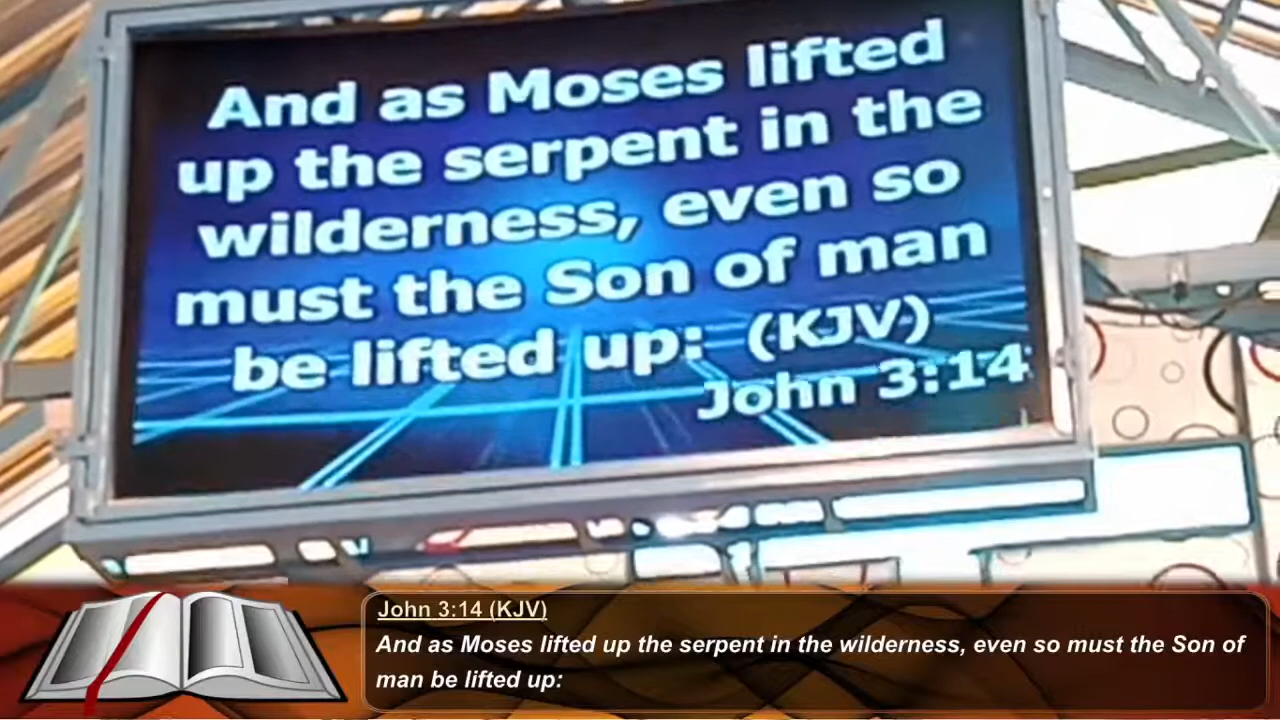 And as Moses lifted
up the serpent in the
wilderness, even so
must the Son of man
be lifted up: (KJV)
John 3:14
John 3:14 (KJV)
And as Moses lifted up the serpent in the wilderness, even so must the Son of
man be lifted up: